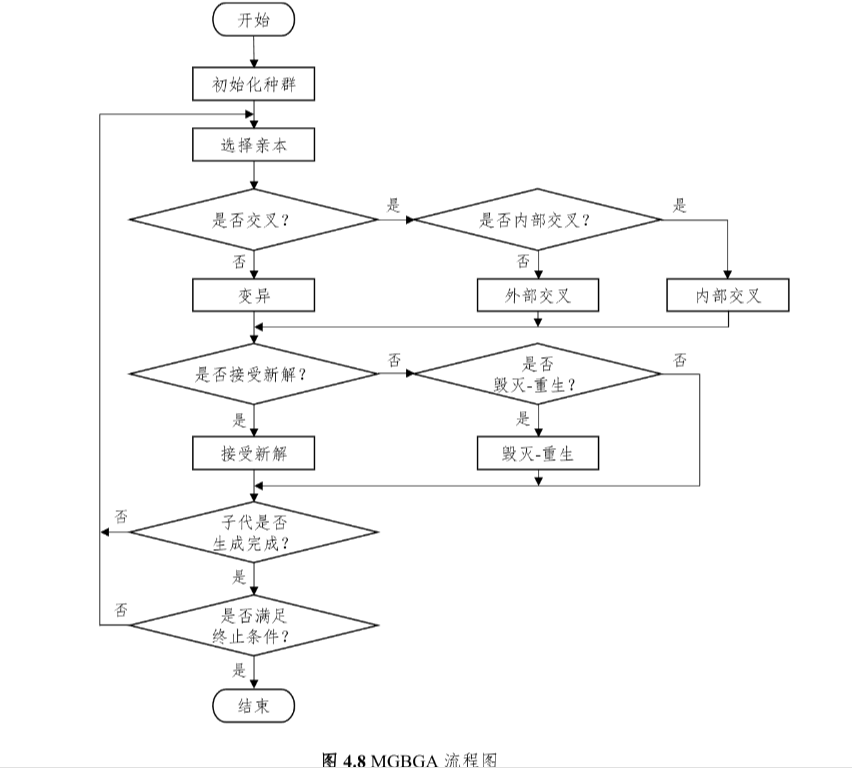 开始
初始化种群
选择亲本
是否交叉？
是
是否内部交叉？
是
否
否
变异
外部交叉
内部交叉
是否接受新解？
否
是否
毁灭-重生？
否
是
是
接受新解
毁灭-重生
子代是否
生成完成？
否
是
是否满足
终止条件？
否
是
结束
图 4.8 MGBGA 流程图